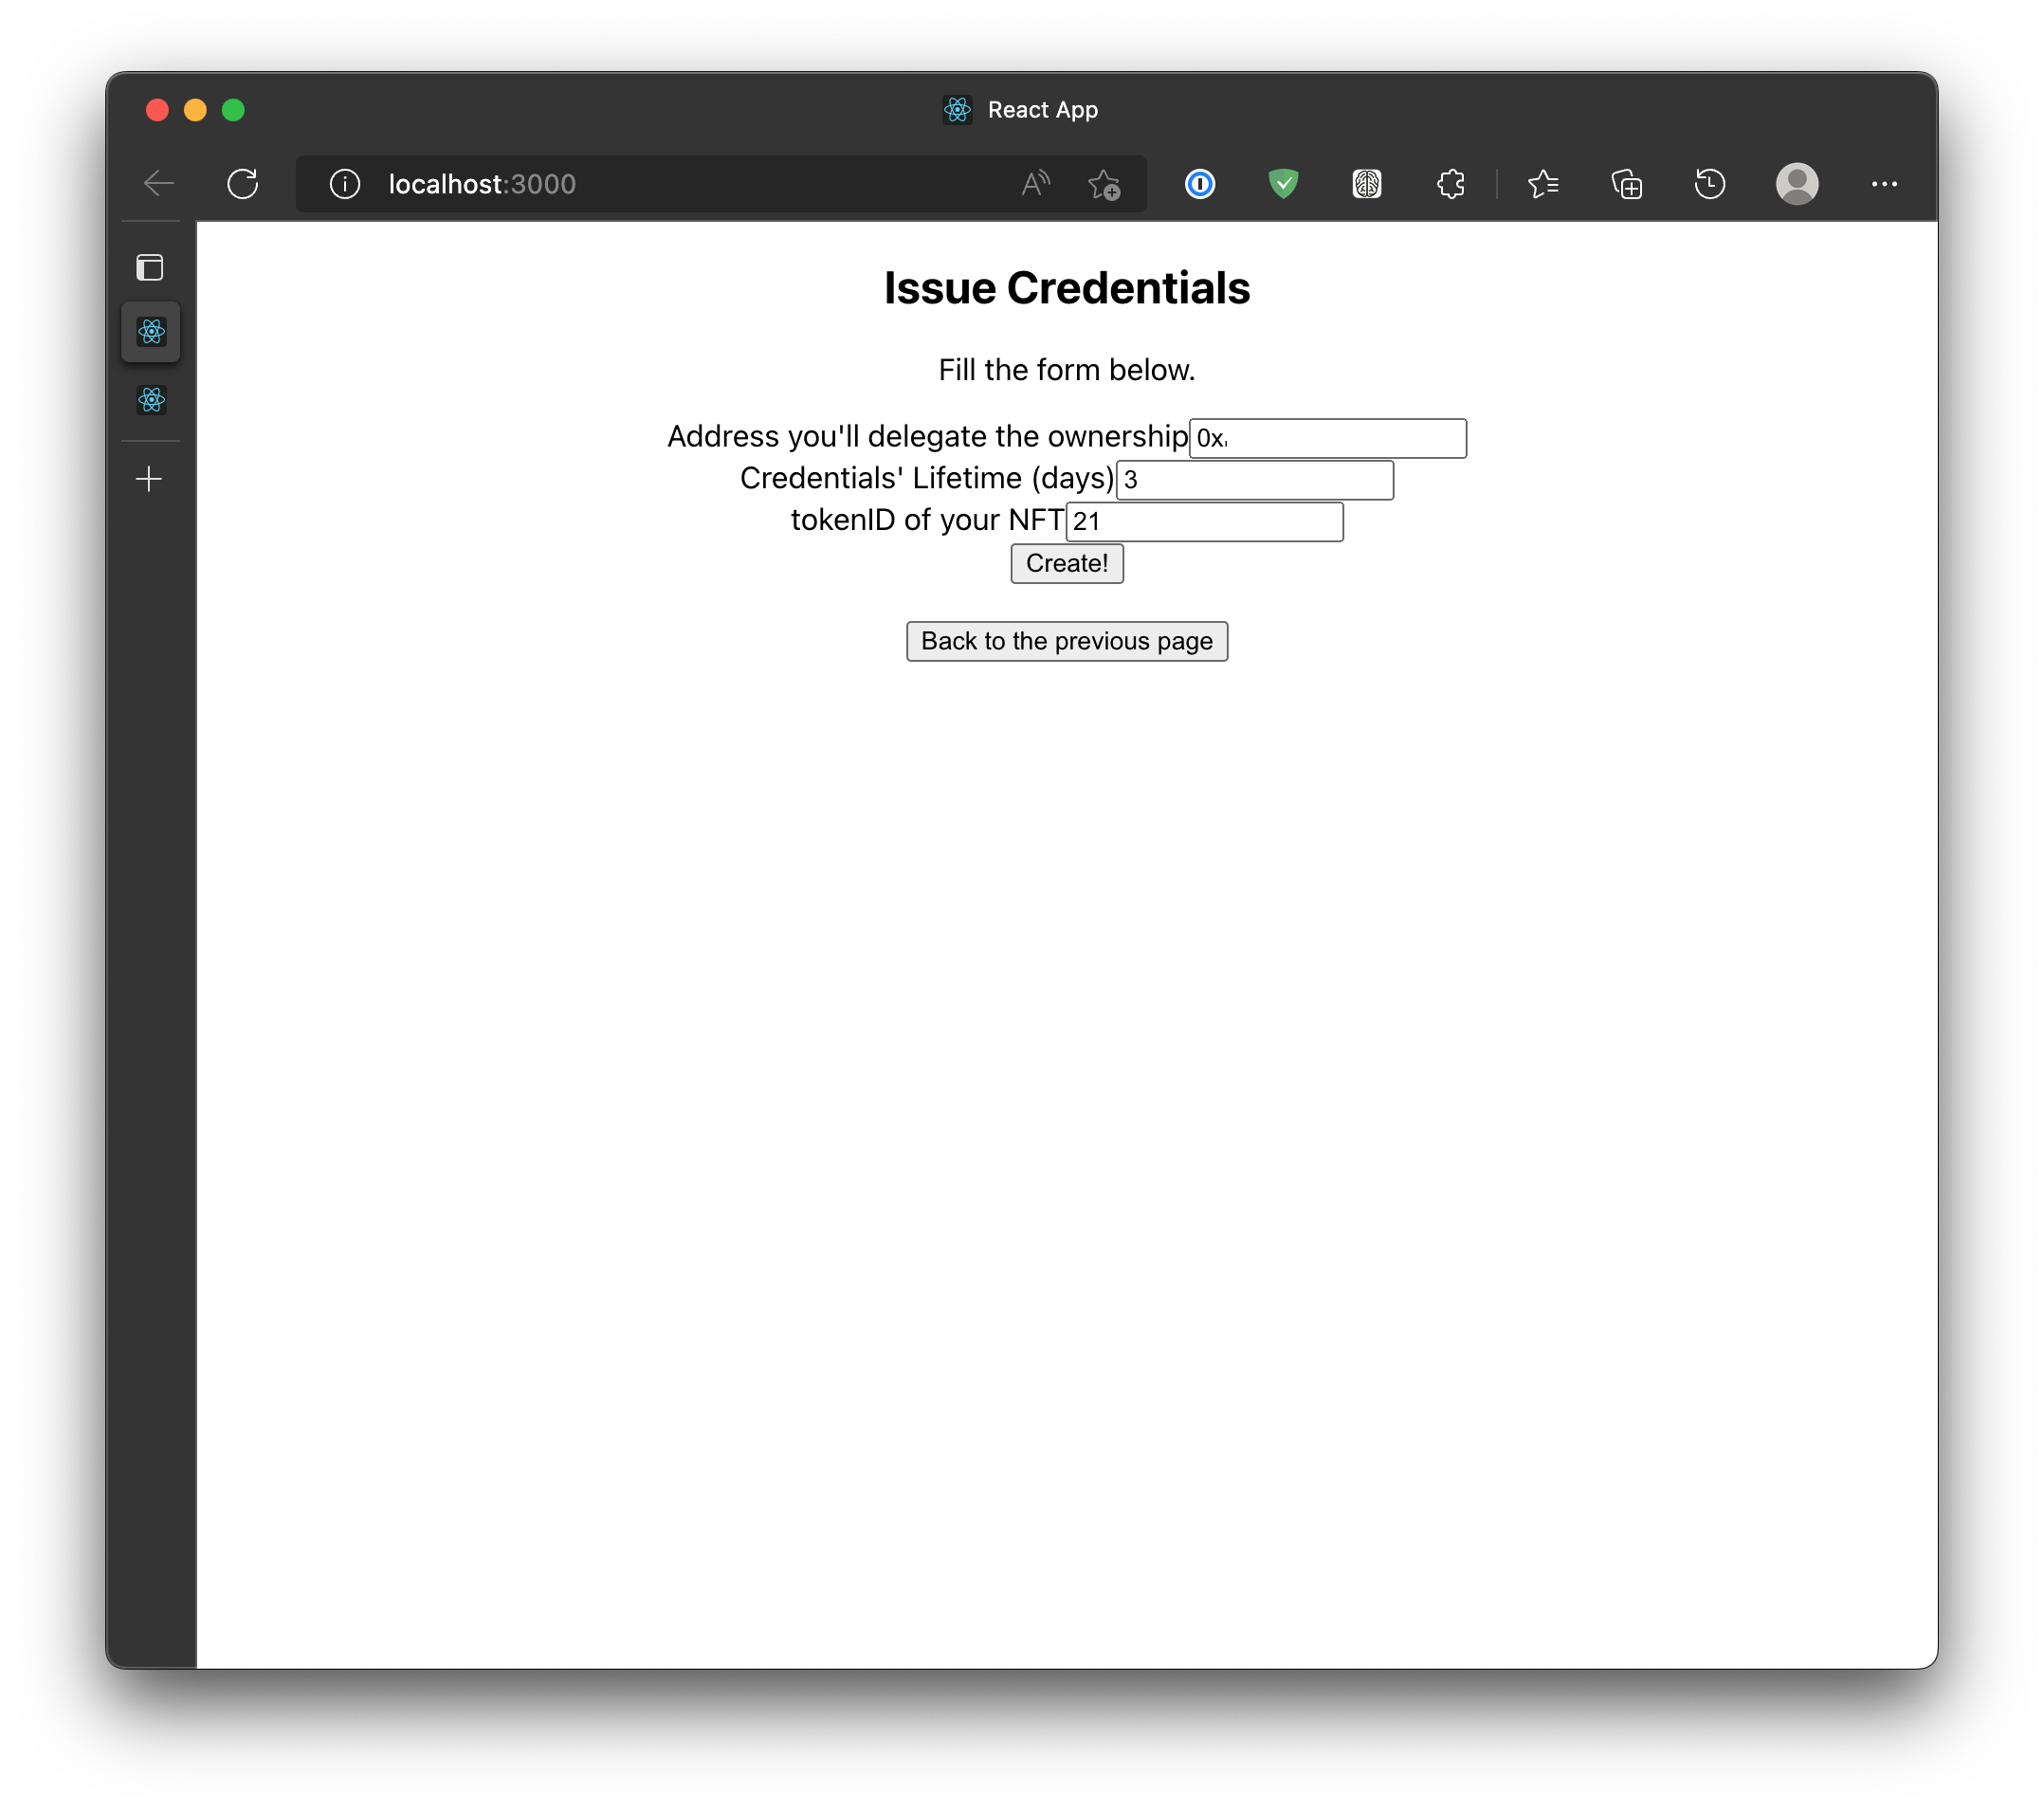 React App
localhost:3000
Issue Credentials
Fill the form below.
Address you'll delegate the ownership 0x
Credentials' Lifetime (days) 3
tokenID of your NFT 21
Create!
Back to the previous page